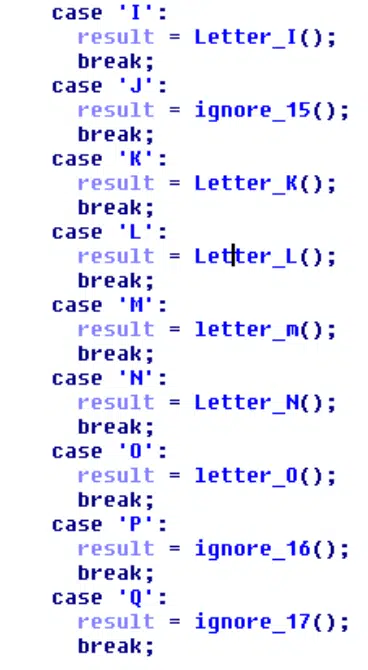 case 'I':
result = Letter_I();
break;
case 'J':
result = ignore_15();
break;
case 'K':
result = Letter_K();
break;
case 'L':
result = Letter_L();
break;
case 'M':
result = letter_m();
break;
case 'N':
result = Letter_N();
break;
case 'O':
result = letter_O();
break;
case 'P':
result = ignore_16();
break;
case 'Q':
result = ignore_17();
break;